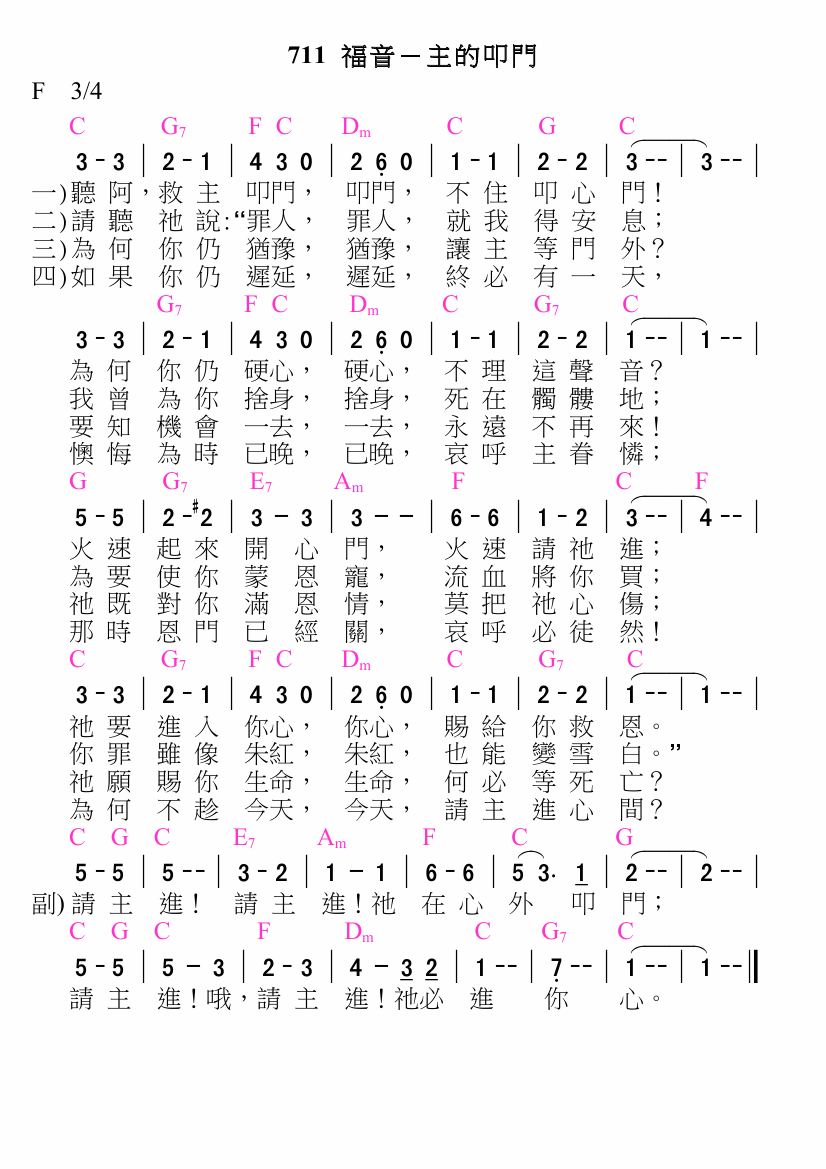 711 福音－主的叩門
F 3/4
C G7 F C Dm C G C
3 - 3 | 2 - 1 | 4 3 0 | 2 6̣ 0 | 1 - 1 | 2 - 2 | 3 - - | 3 - - |
一)聽 阿，救 主 叩門， 叩門， 不 住 叩 心 門！
二)請 聽 祂 說：“罪人， 罪人， 就 我 得 安 息；
三)為 何 你 仍 猶豫， 猶豫， 讓 主 等 門 外？
四)如 果 你 仍 遲延， 遲延， 終 必 有 一 天，
G7 F C Dm C G7 C
3 - 3 | 2 - 1 | 4 3 0 | 2 6̣ 0 | 1 - 1 | 2 - 2 | 1 - - | 1 - - |
為 何 你 仍 硬心， 硬心， 不 理 這 聲 音？
我 曾 為 你 捨身， 捨身， 死 在 髑 髏 地；
要 知 機 會 一去， 一去， 永 遠 不 再 來！
懊 悔 為 時 已晚， 已晚， 哀 呼 主 眷 憐；
G G7 E7 Am F C F
5 - 5 | 2 - #2 | 3 - 3 | 3 - - | 6 - 6 | 1 - 2 | 3 - - | 4 - - |
火 速 起 來 開 心 門， 火 速 請 祂 進；
為 要 使 你 蒙 恩 寵， 流 血 將 你 買；
祂 既 對 你 滿 恩 情， 莫 把 祂 心 傷；
那 時 恩 門 已 經 關， 哀 呼 必 徒 然！
C G7 F C Dm C G7 C
3 - 3 | 2 - 1 | 4 3 0 | 2 6̣ 0 | 1 - 1 | 2 - 2 | 1 - - | 1 - - |
祂 要 進 入 你心， 你心， 賜 給 你 救 恩。
你 罪 雖 像 朱紅， 朱紅， 也 能 變 雪 白。”
祂 願 賜 你 生命， 生命， 何 必 等 死 亡？
為 何 不 趁 今天， 今天， 請 主 進 心 間？
C G C E7 Am F C G
5 - 5 | 5 - - | 3 - 2 | 1 - 1 | 6 - 6 | 5 3. 1 | 2 - - | 2 - - |
副)請 主 進！ 請 主 進！祂 在 心 外 叩 門；
C G C F Dm C G7 C
5 - 5 | 5 - 3 | 2 - 3 | 4 - 3 2 | 1 - - | 7̣ - - | 1 - - | 1 - - ‖
請 主 進！哦，請 主 進！祂必 進 你 心。